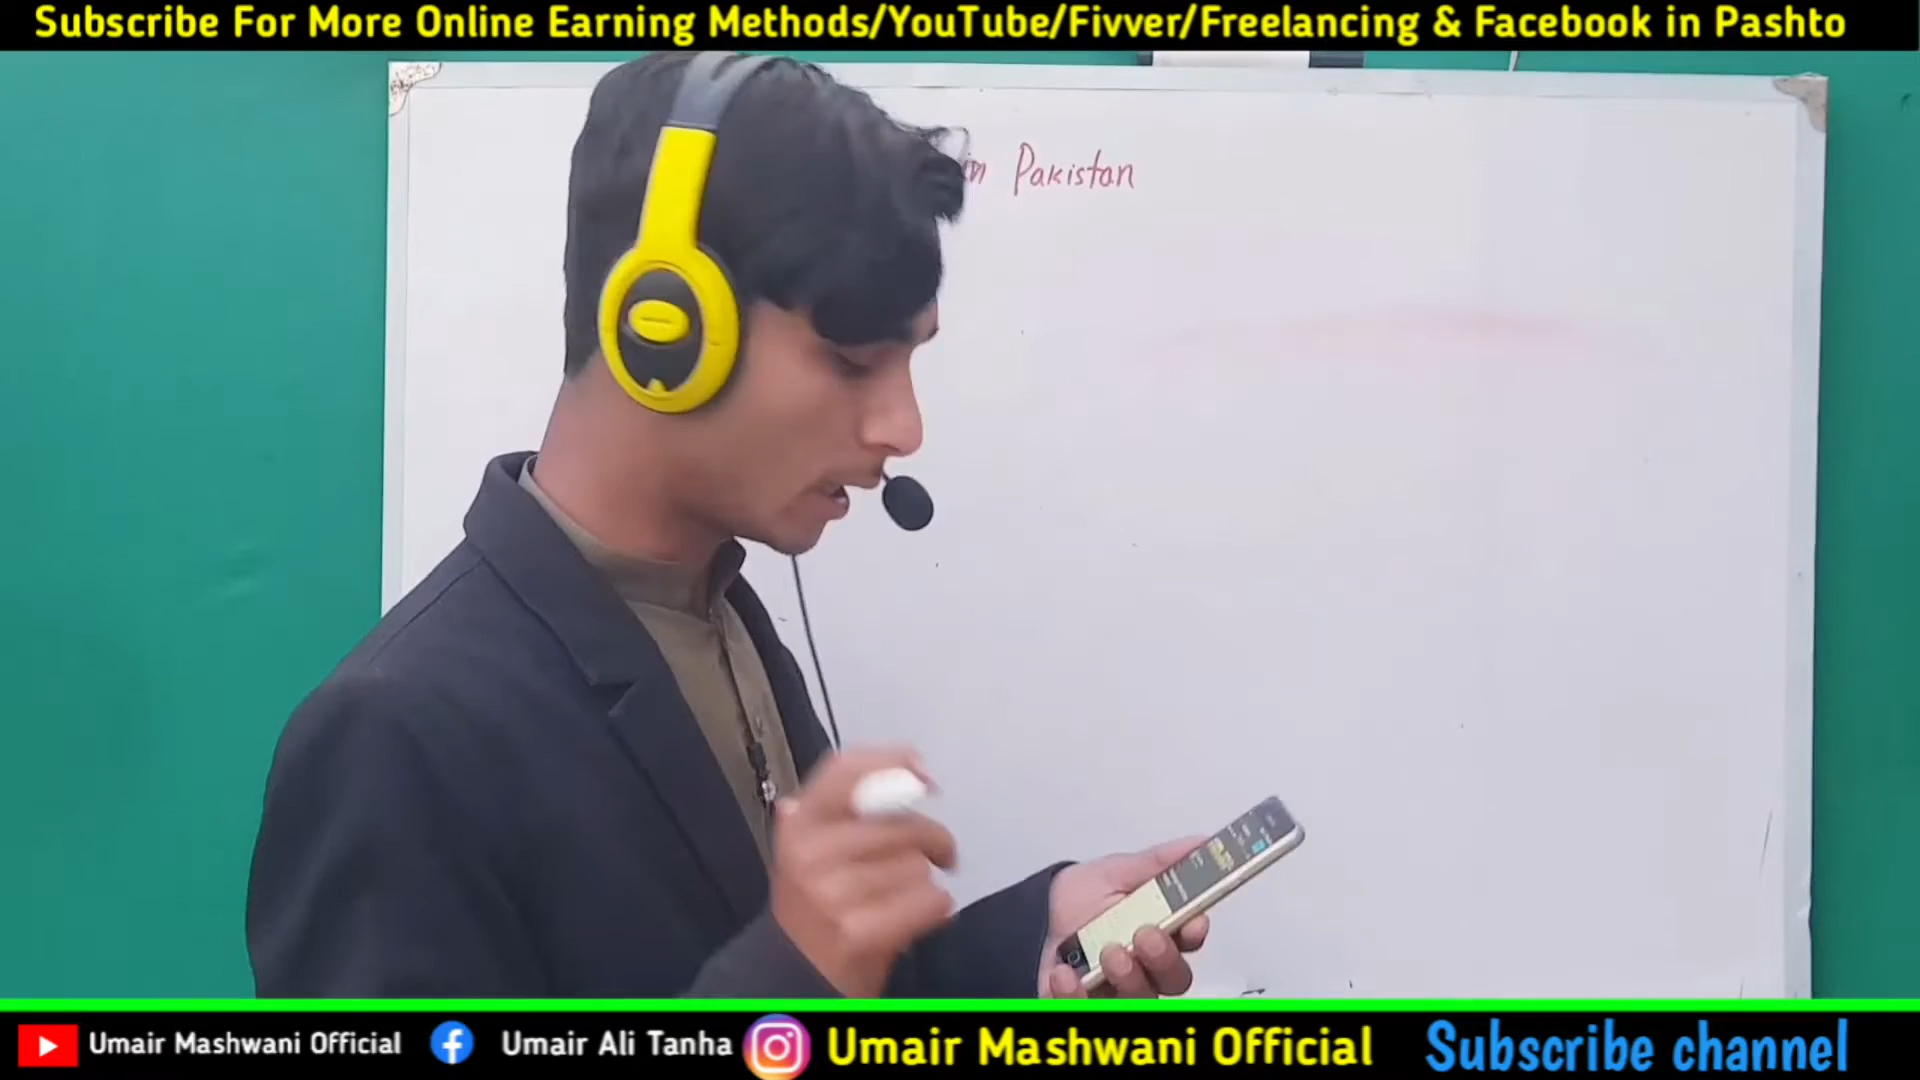 Subscribe For More Online Earning Methods/YouTube/Fivver/Freelancing & Facebook in Pashto
in Pakistan
Umair Mashwani Official
Umair Ali Tanha
Umair Mashwani Official
Subscribe channel